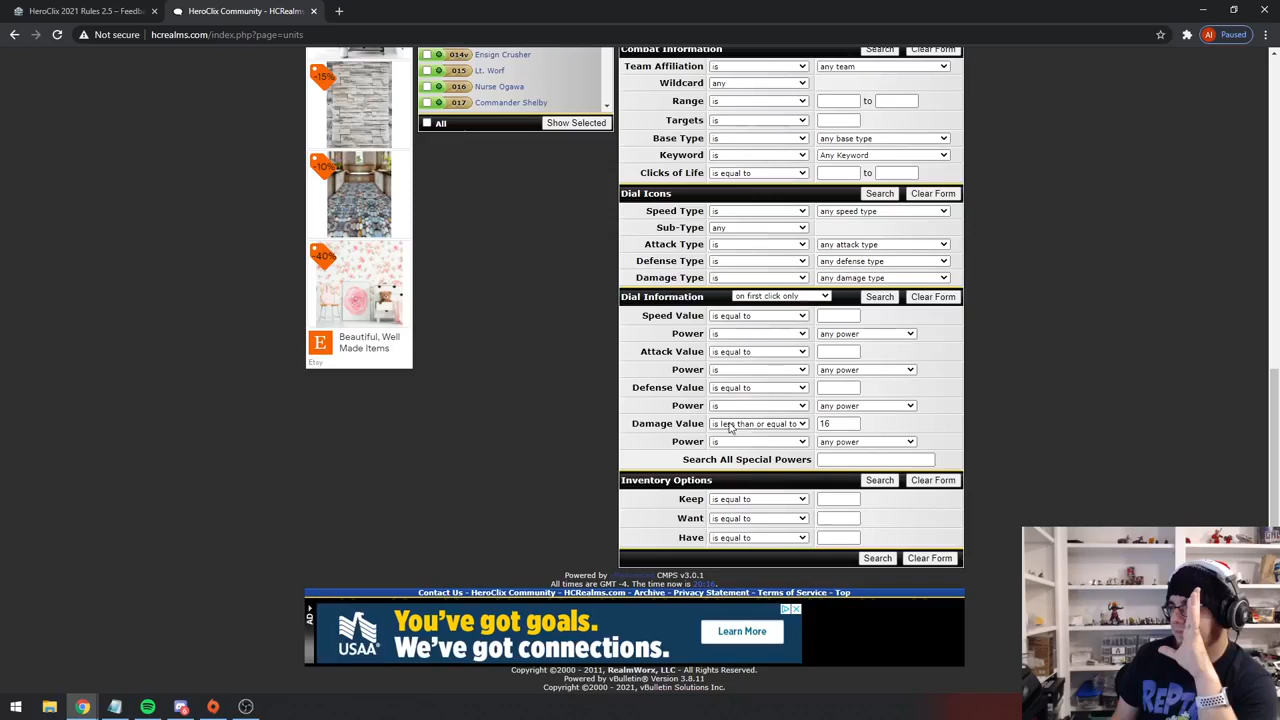 HeroClix 2021 Rules 2.5 – Feedba
HCRealms - Community - HCRealms
Not secure | hcrealms.com/index.php?page=units
AI Paused
-15%
-10%
-40%
E
Beautiful, Well
Made Items
Etsy
014v Ensign Crusher
015 Lt. Worf
016 Nurse Ogawa
017 Commander Shelby
All Show Selected
Combat Information Search Clear Form
Team Affiliation is any team
Wildcard any
Range is to
Targets is
Base Type is any base type
Keyword is Any Keyword
Clicks of Life is equal to to
Dial Icons Search Clear Form
Speed Type is any speed type
Sub-Type any
Attack Type is any attack type
Defense Type is any defense type
Damage Type is any damage type
Dial Information on first click only Search Clear Form
Speed Value is equal to
Power is any power
Attack Value is equal to
Power is any power
Defense Value is equal to
Power is any power
Damage Value is less than or equal to 16
Power is any power
Search All Special Powers
Inventory Options Search Clear Form
Keep is equal to
Want is equal to
Have is equal to
Search Clear Form
Powered by CMPS v3.0.1
All times are GMT -4. The time now is 20:16.
Contact Us - HeroClix Community - HCRealms.com - Archive - Privacy Statement - Terms of Service - Top
AD
USAA
You've got goals.
We've got connections.
Learn More
Copyright ©2000 - 2011, RealmWorx, LLC - All Rights Reserved.
Powered by vBulletin® Version 3.8.11
Copyright ©2000 - 2021, vBulletin Solutions Inc.